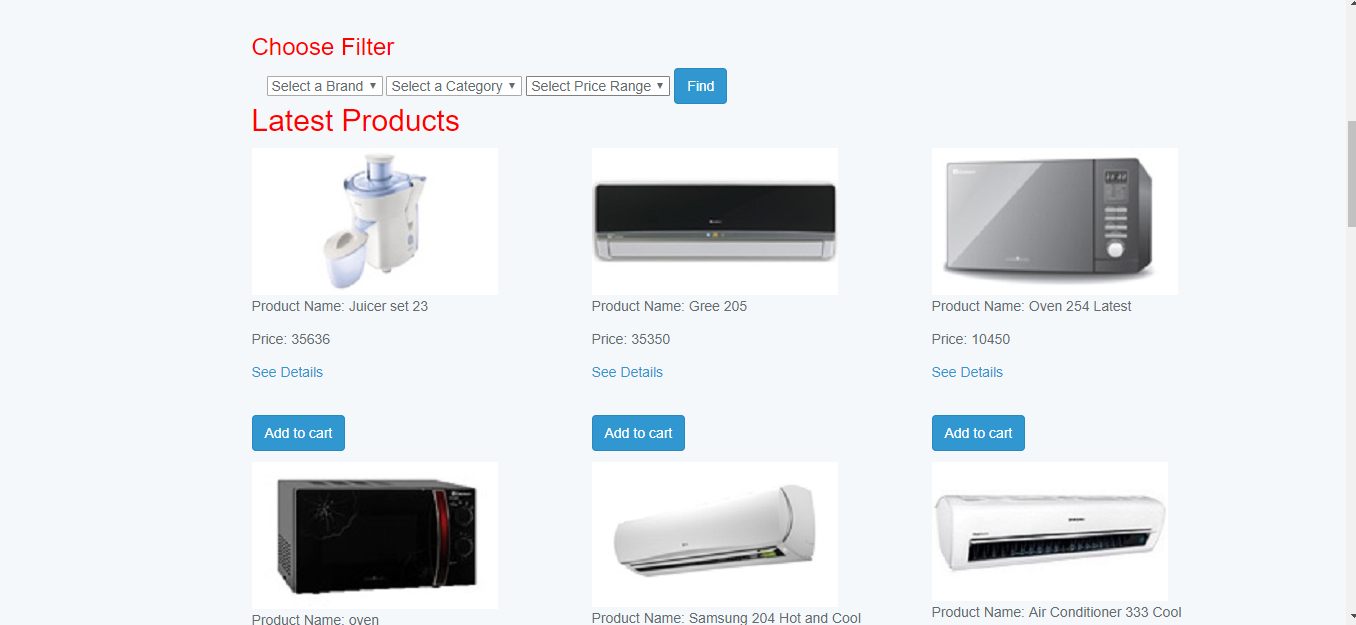 Choose Filter
Select a Brand Select a Category Select Price Range Find
Latest Products
Product Name: Juicer set 23
Price: 35636
See Details
Add to cart
Product Name: Gree 205
Price: 35350
See Details
Add to cart
Product Name: Oven 254 Latest
Price: 10450
See Details
Add to cart
Product Name: oven
Product Name: Samsung 204 Hot and Cool
Product Name: Air Conditioner 333 Cool